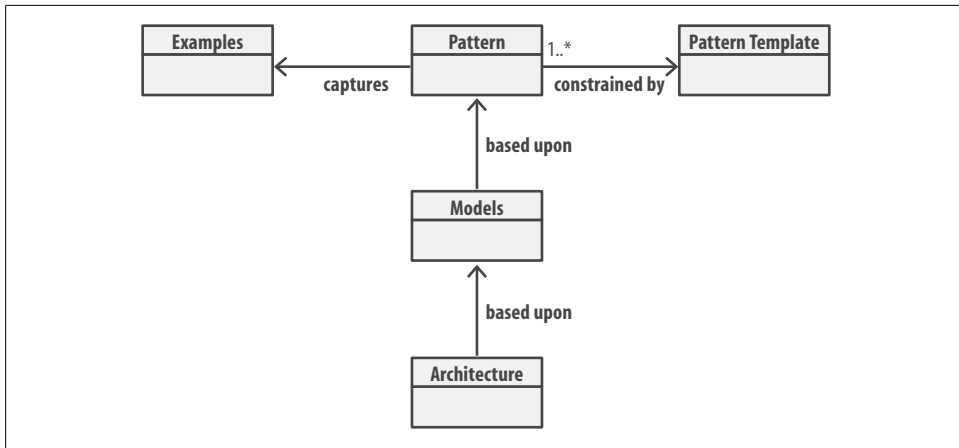 Examples
Pattern
1..*
Pattern Template
captures
constrained by
based upon
Models
based upon
Architecture